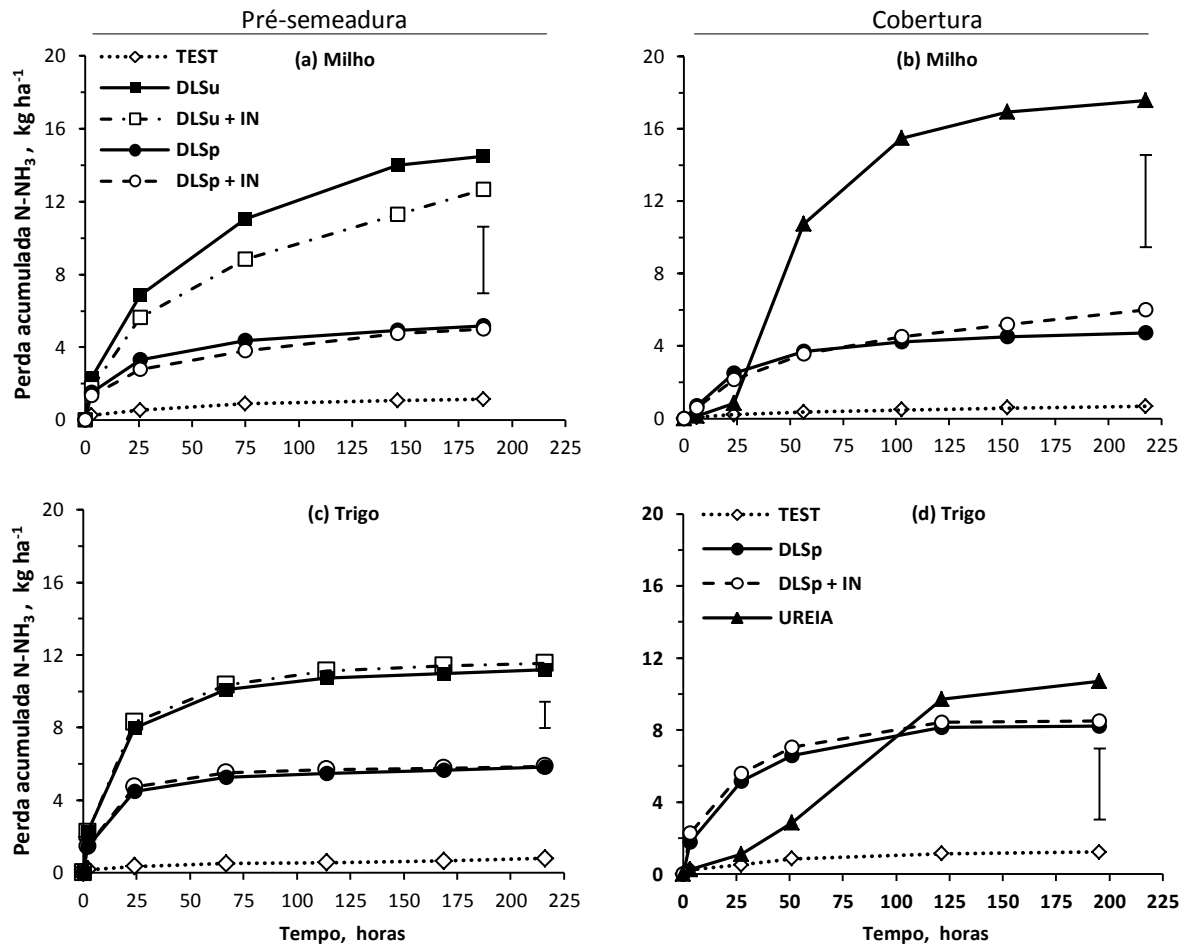 Pré-semeadura
Cobertura
(a) Milho
TEST
DLSu
DLSu + IN
DLSp
DLSp + IN
Perda acumulada N-NH₃ , kg ha⁻¹
20
16
12
8
4
0
0 25 50 75 100 125 150 175 200 225
(b) Milho
20
16
12
8
4
0
0 25 50 75 100 125 150 175 200 225
(c) Trigo
Perda acumulada N-NH₃ , kg ha⁻¹
20
16
12
8
4
0
0 25 50 75 100 125 150 175 200 225
Tempo, horas
(d) Trigo
TEST
DLSp
DLSp + IN
UREIA
20
16
12
8
4
0
0 25 50 75 100 125 150 175 200 225
Tempo, horas